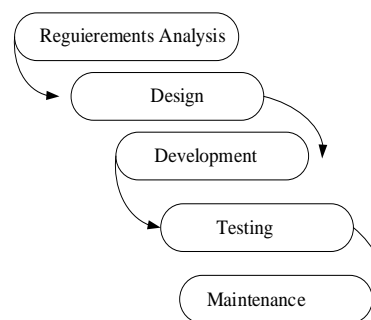 Reguierements Analysis
Design
Development
Testing
Maintenance